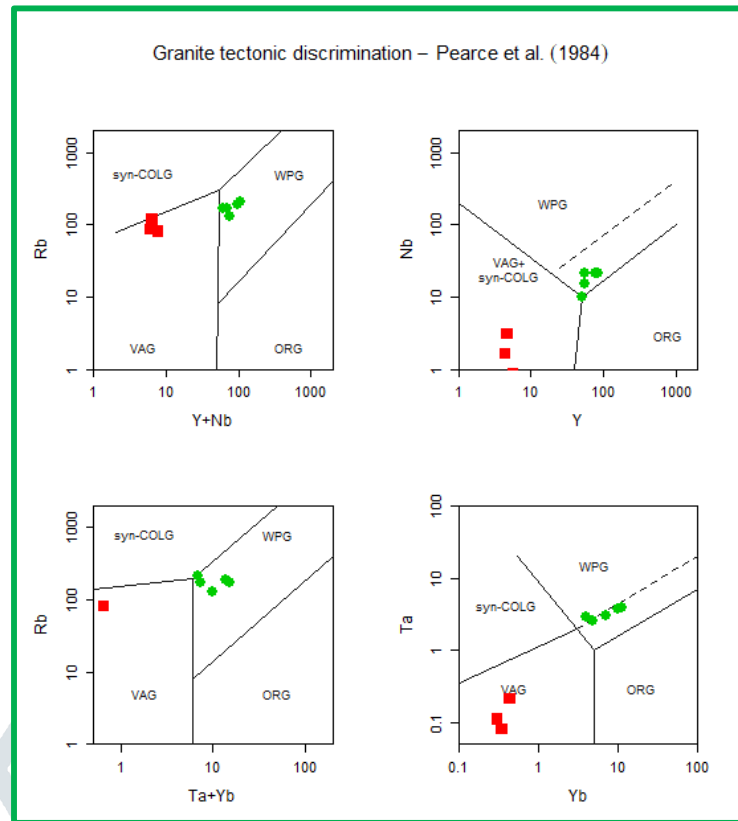 Granite tectonic discrimination – Pearce et al. (1984)
1000
100
10
1
Rb
syn-COLG
WPG
VAG
ORG
1 10 100 1000
Y+Nb
1000
100
10
1
Nb
WPG
VAG+
syn-COLG
ORG
1 10 100 1000
Y
1000
100
10
1
Rb
syn-COLG
WPG
VAG
ORG
1 10 100
Ta+Yb
100
10
1
0.1
Ta
WPG
syn-COLG
VAG
ORG
0.1 1 10 100
Yb